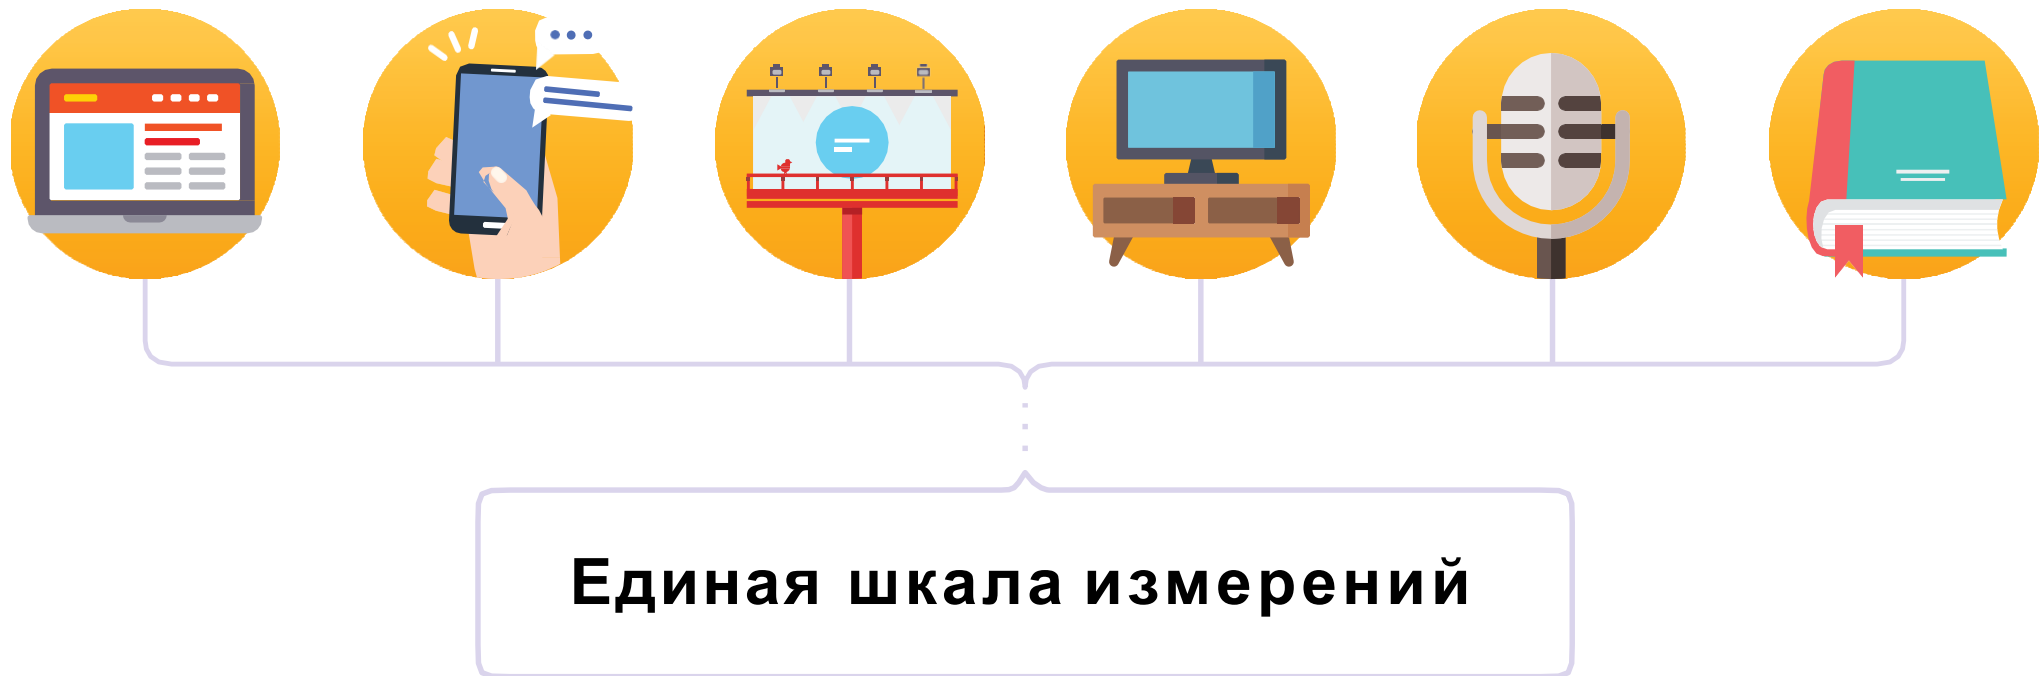 Единая шкала измерений